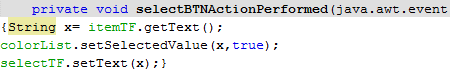 private void selectBTNActionPerformed(java.awt.event
{String x= itemTF.getText();
colorList.setSelectedValue(x,true);
selectTF.setText(x);}